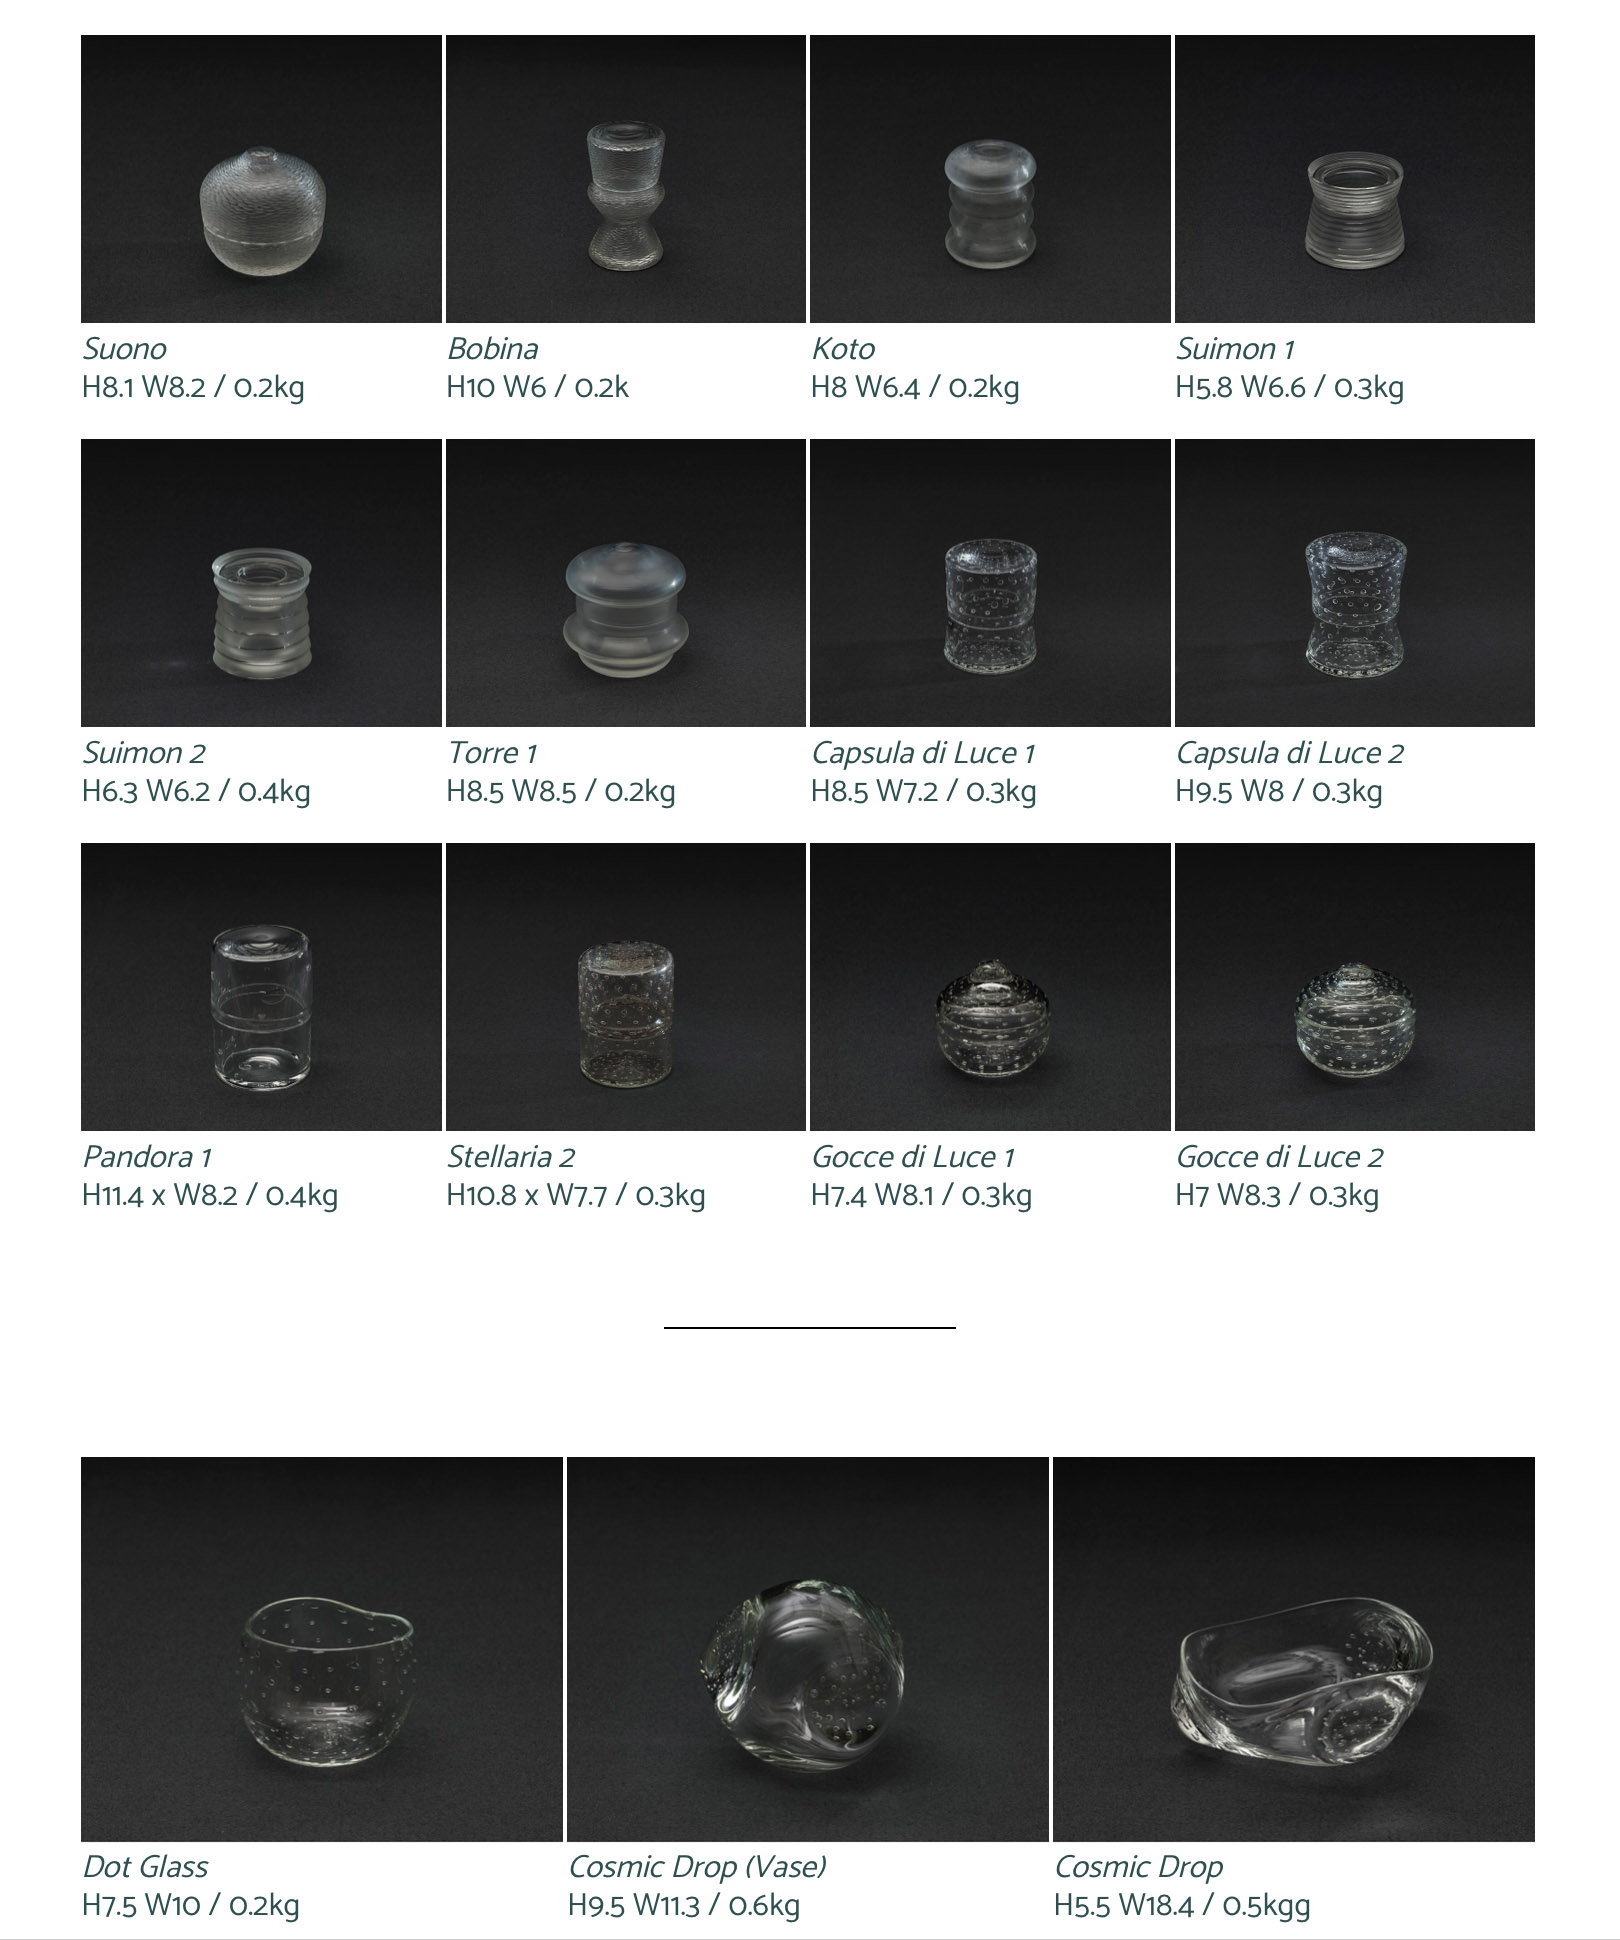 Suono
H8.1 W8.2 / 0.2kg
Bobina
H10 W6 / 0.2k
Koto
H8 W6.4 / 0.2kg
Suimon 1
H5.8 W6.6 / 0.3kg
Suimon 2
H6.3 W6.2 / 0.4kg
Torre 1
H8.5 W8.5 / 0.2kg
Capsula di Luce 1
H8.5 W7.2 / 0.3kg
Capsula di Luce 2
H9.5 W8 / 0.3kg
Pandora 1
H11.4 x W8.2 / 0.4kg
Stellaria 2
H10.8 x W7.7 / 0.3kg
Gocce di Luce 1
H7.4 W8.1 / 0.3kg
Gocce di Luce 2
H7 W8.3 / 0.3kg
Dot Glass
H7.5 W10 / 0.2kg
Cosmic Drop (Vase)
H9.5 W11.3 / 0.6kg
Cosmic Drop
H5.5 W18.4 / 0.5kgg